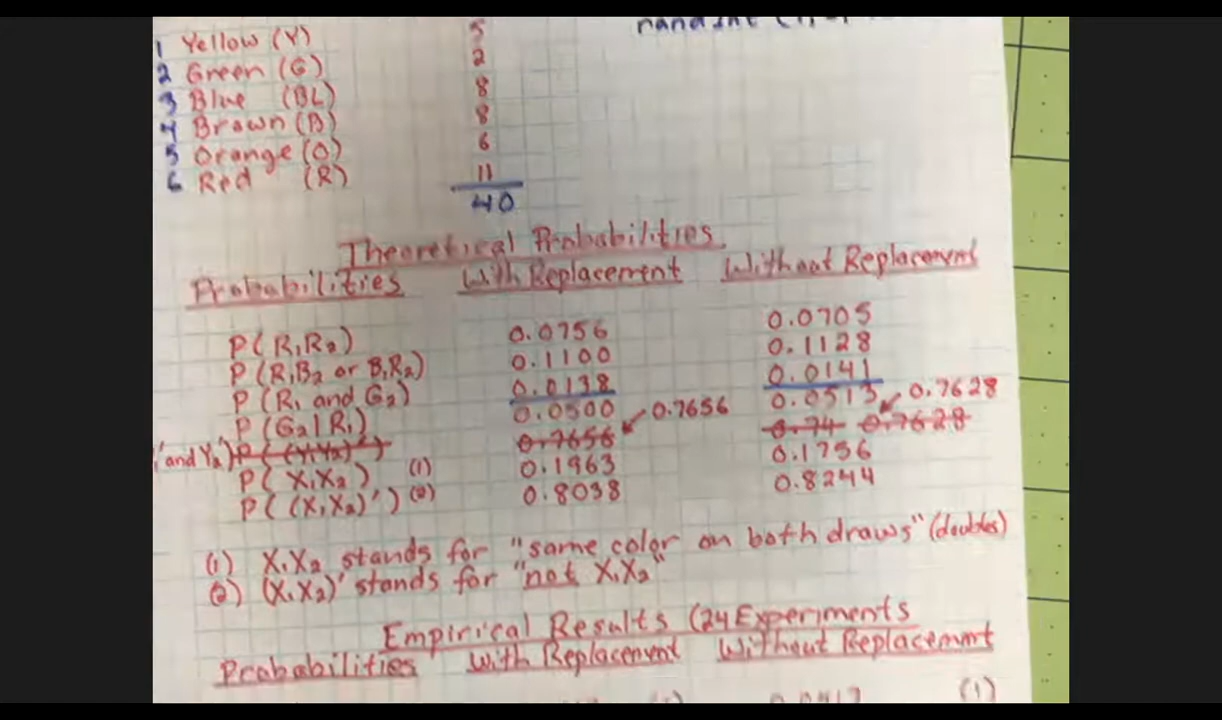 1 Yellow (Y) 5
2 Green (G) 2
3 Blue (BL) 8
4 Brown (B) 8
5 Orange (O) 6
6 Red (R) 11
40
Theoretical Probabilities
Probabilities With Replacement Without Replacement
P(R₁R₂) 0.0756 0.0705
P(R₁B₂ or B₁R₂) 0.1100 0.1128
P(R₁ and G₂) 0.0138 0.0141
P(G₂|R₁) 0.0500 0.0513 0.7628
and Y₂') 0.7656 0.7656 0.74 0.7628
P(X₁X₂) (1) 0.1963 0.1756
P((X₁X₂)') (2) 0.8038 0.8244
(1) X₁X₂ stands for "same color on both draws" (doubles)
(2) (X₁X₂)' stands for "not X₁X₂"
Empirical Results (24 Experiments
Probabilities With Replacement Without Replacement
(1)